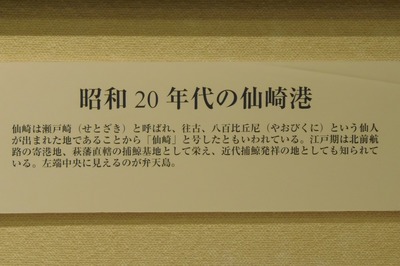 昭和 20 年代の仙崎港
仙崎は瀬戸崎（せとざき）と呼ばれ、往古、八百比丘尼（やおびくに）という仙人
が出まれた地であることから「仙崎」と号したともいわれている。江戸期は北前航
路の寄港地、萩藩直轄の捕鯨基地として栄え、近代捕鯨発祥の地としても知られて
いる。左端中央に見えるのが弁天島。